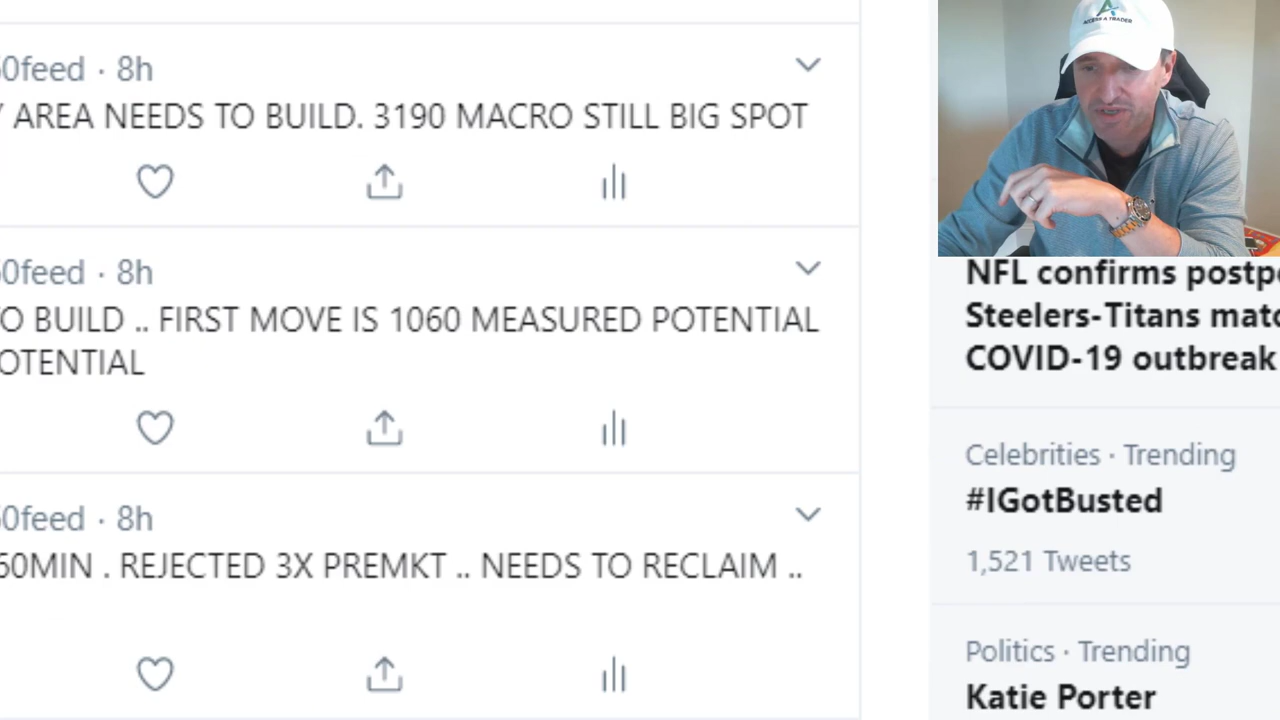 0feed · 8h
AREA NEEDS TO BUILD. 3190 MACRO STILL BIG SPOT
0feed · 8h
O BUILD .. FIRST MOVE IS 1060 MEASURED POTENTIAL
OTENTIAL
0feed · 8h
60MIN . REJECTED 3X PREMKT .. NEEDS TO RECLAIM ..
NFL confirms postp
Steelers-Titans matc
COVID-19 outbreak
Celebrities · Trending
#IGotBusted
1,521 Tweets
Politics · Trending
Katie Porter